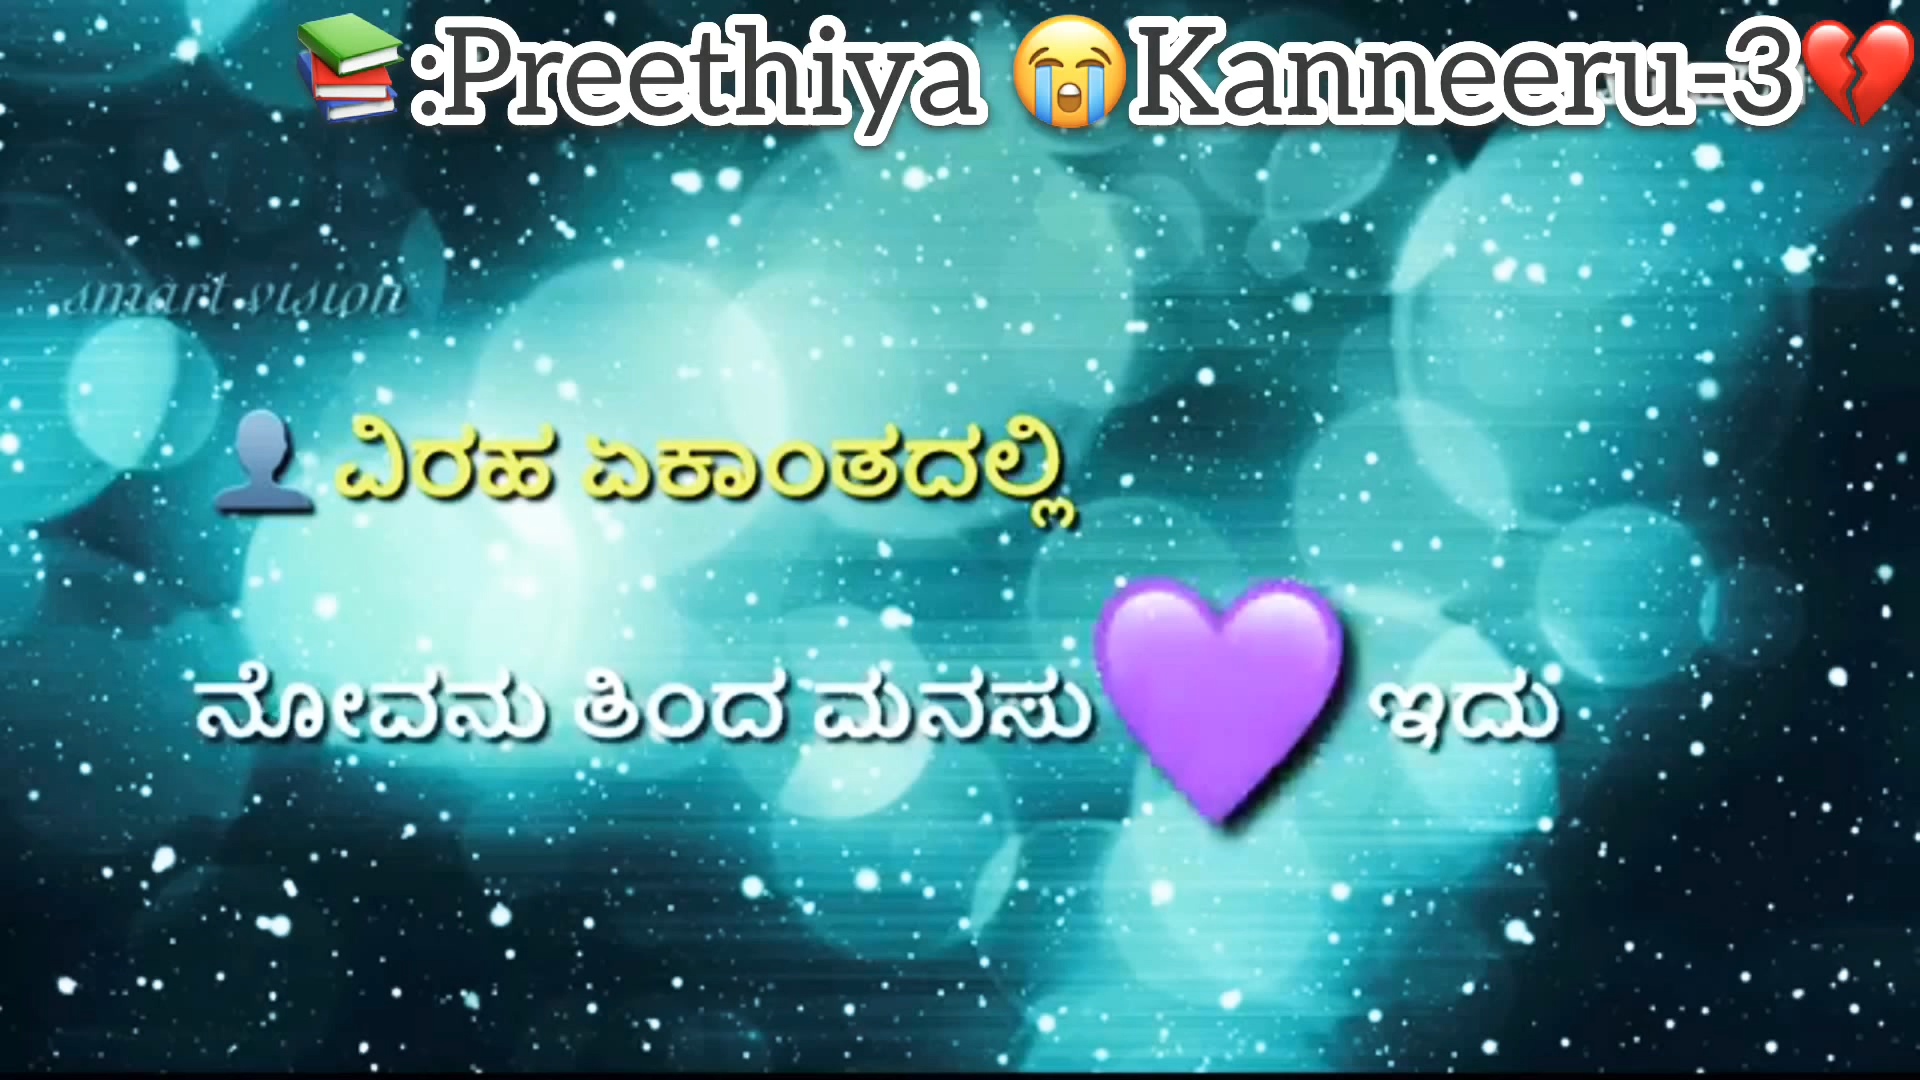 📚:Preethiya 😭Kanneeru-3💔
smart vision
👤ವಿರಹ ಏಕಾಂತದಲ್ಲಿ
ನೋವನು ತಿಂದ ಮನಸು💜 ಇದು